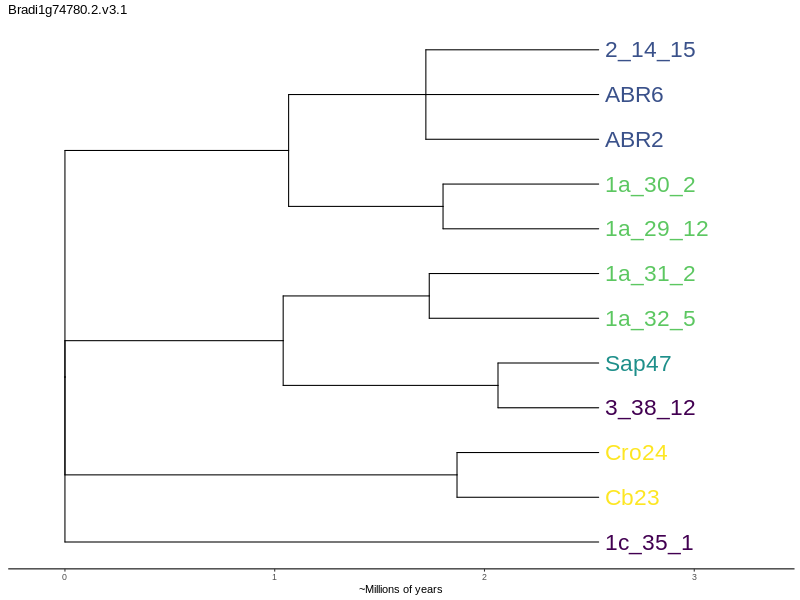 Bradi1g74780.2.v3.1
2_14_15
ABR6
ABR2
1a_30_2
1a_29_12
1a_31_2
1a_32_5
Sap47
3_38_12
Cro24
Cb23
1c_35_1
0 1 2 3
~Millions of years